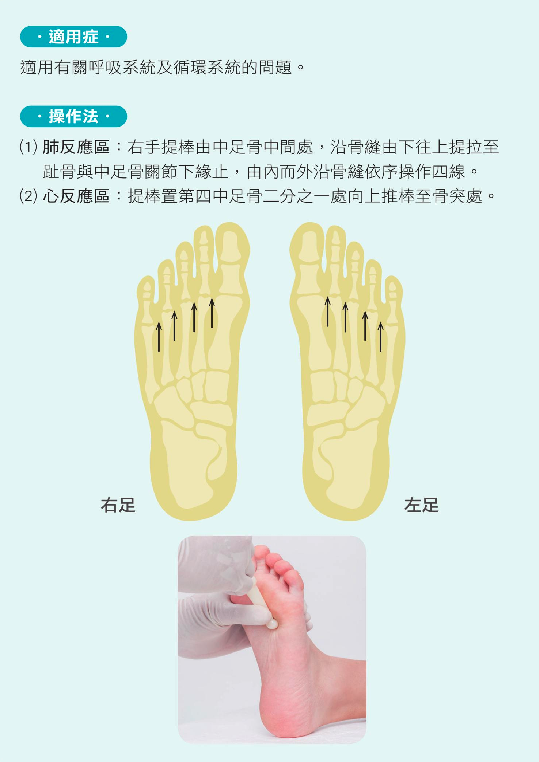 ・適用症・
適用有關呼吸系統及循環系統的問題。
・操作法・
(1) 肺反應區：右手提棒由中足骨中間處，沿骨縫由下往上提拉至
趾骨與中足骨關節下緣止，由內而外沿骨縫依序操作四線。
(2) 心反應區：提棒置第四中足骨二分之一處向上推棒至骨突處。
右足
左足